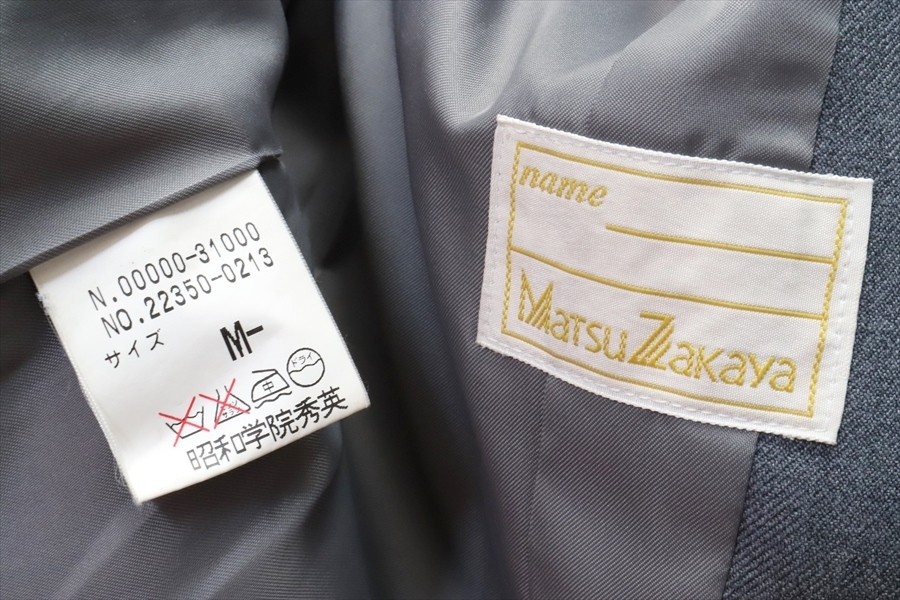 N.00000-31000
NO.22350-0213
サイズ
M-
中
ドライ
昭和学院秀英
name
MatsuZakaya